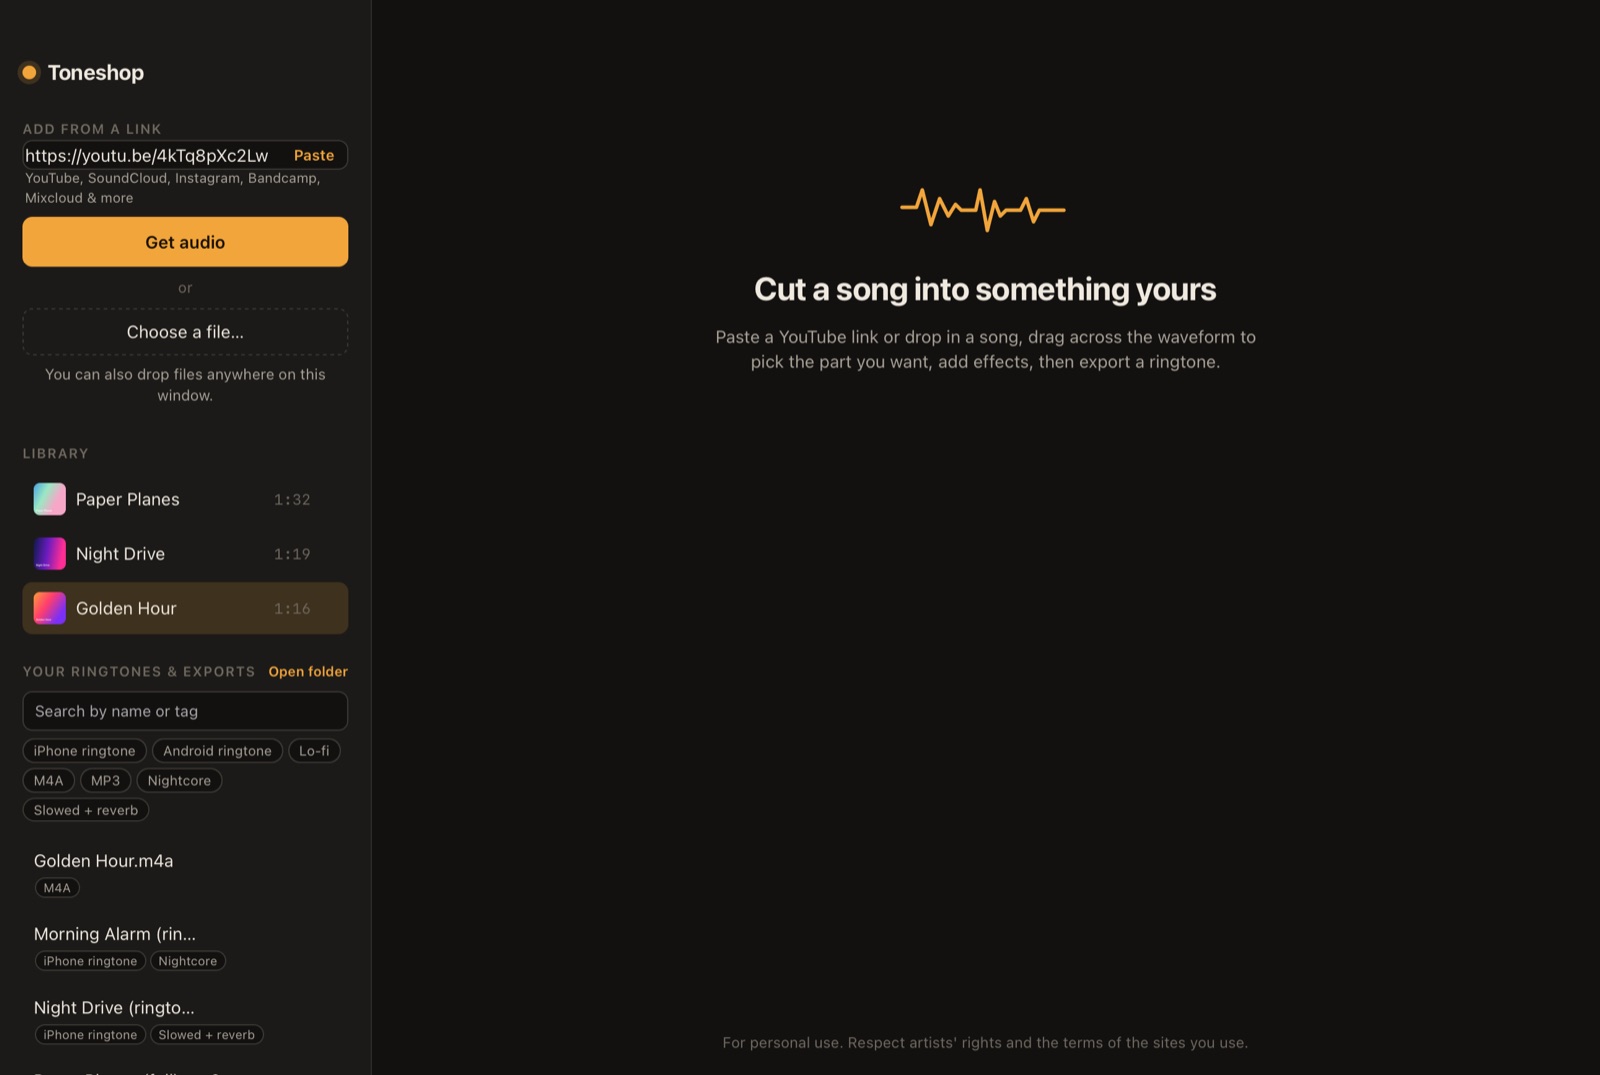 Toneshop
ADD FROM A LINK
https://youtu.be/4kTq8pXc2Lw Paste
YouTube, SoundCloud, Instagram, Bandcamp,
Mixcloud & more
Get audio
or
Choose a file...
You can also drop files anywhere on this
window.
LIBRARY
Paper Planes 1:32
Night Drive 1:19
Golden Hour 1:16
YOUR RINGTONES & EXPORTS Open folder
Search by name or tag
iPhone ringtone Android ringtone Lo-fi
M4A MP3 Nightcore
Slowed + reverb
Golden Hour.m4a
M4A
Morning Alarm (rin...
iPhone ringtone Nightcore
Night Drive (ringto...
iPhone ringtone Slowed + reverb
Cut a song into something yours
Paste a YouTube link or drop in a song, drag across the waveform to
pick the part you want, add effects, then export a ringtone.
For personal use. Respect artists' rights and the terms of the sites you use.